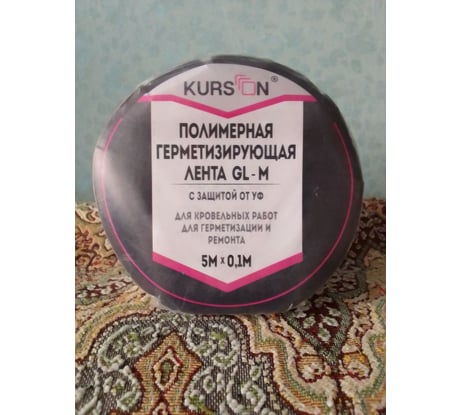 KURSON®
ПОЛИМЕРНАЯ
ГЕРМЕТИЗИРУЮЩАЯ
ЛЕНТА GL - M
С ЗАЩИТОЙ ОТ УФ
ДЛЯ КРОВЕЛЬНЫХ РАБОТ
ДЛЯ ГЕРМЕТИЗАЦИИ И
РЕМОНТА
5М x 0,1М